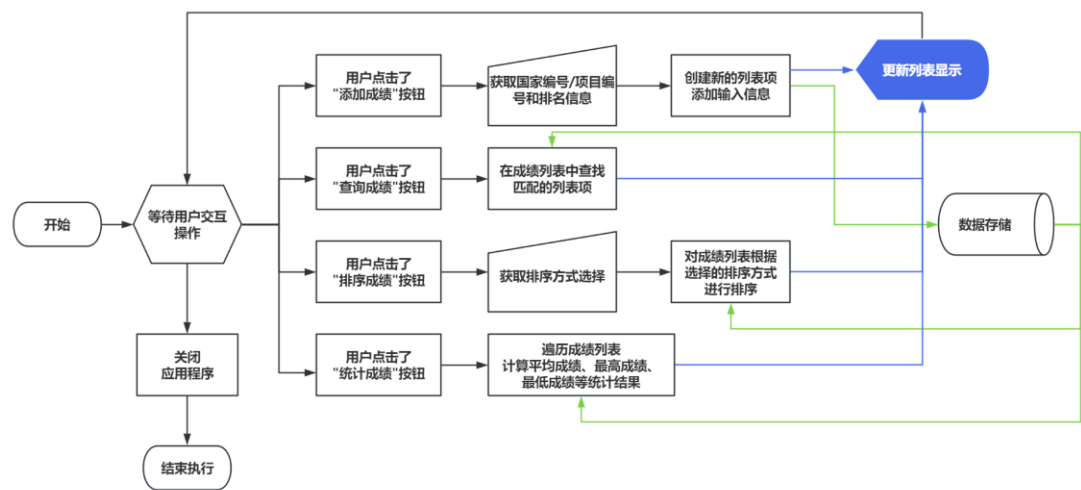 开始
等待用户交互
操作
关闭
应用程序
结束执行
用户点击了
"添加成绩"按钮
获取国家编号/项目编
号和排名信息
创建新的列表项
添加输入信息
更新列表显示
用户点击了
"查询成绩"按钮
在成绩列表中查找
匹配的列表项
数据存储
用户点击了
"排序成绩"按钮
获取排序方式选择
对成绩列表根据
选择的排序方式
进行排序
用户点击了
"统计成绩"按钮
遍历成绩列表
计算平均成绩、最高成绩、
最低成绩等统计结果